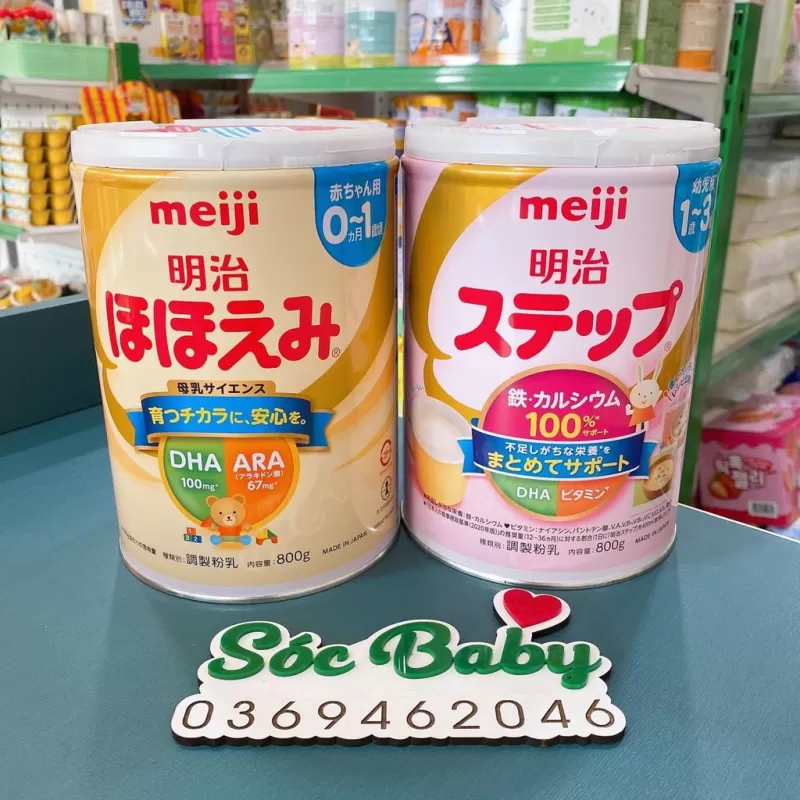 meiji
明治
ほほえみ®
赤ちゃん用
0ヵ月~1歳頃
母乳サイエンス
育つチカラに、安心を。
DHA
100mg*
ARA
(アラキドン酸)
67mg*
MADE IN JAPAN
種類別:調製粉乳 内容量:800g
meiji
明治
ステップ®
1歳~3
鉄・カルシウム
100%*
サポート
不足しがちな栄養*を
まとめてサポート
DHA ビタミン♥
MADE IN JAPAN
種類別:調製粉乳 内容量:800g
Sóc Baby
0369462046